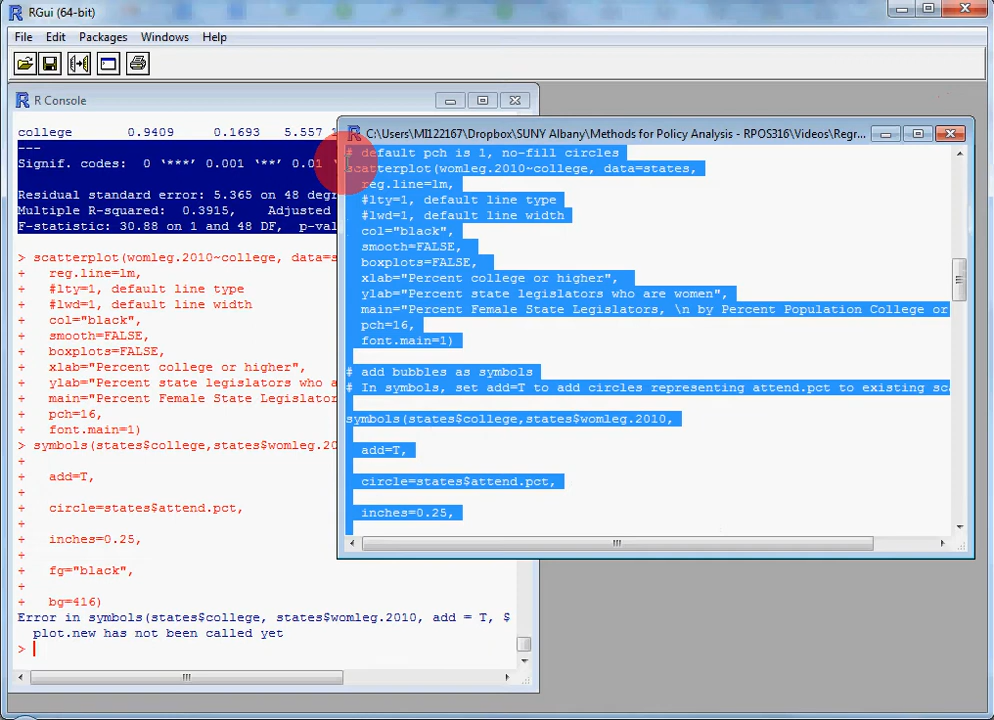 RGui (64-bit)
File Edit Packages Windows Help
R Console
college 0.9409 0.1693 5.557
---
Signif. codes: 0 ‘***’ 0.001 ‘**’ 0.01
Residual standard error: 5.365 on 48 degr
Multiple R-squared: 0.3915, Adjusted
F-statistic: 30.88 on 1 and 48 DF, p-val
> scatterplot(womleg.2010~college, data=s
+ reg.line=lm,
+ #lty=1, default line type
+ #lwd=1, default line width
+ col="black",
+ smooth=FALSE,
+ boxplots=FALSE,
+ xlab="Percent college or higher",
+ ylab="Percent state legislators who a
+ main="Percent Female State Legislator
+ pch=16,
+ font.main=1)
> symbols(states$college,states$womleg.20
+
+ add=T,
+
+ circle=states$attend.pct,
+
+ inches=0.25,
+
+ fg="black",
+
+ bg=416)
Error in symbols(states$college, states$womleg.2010, add = T, $
plot.new has not been called yet
>
C:\Users\MI122167\Dropbox\SUNY Albany\Methods for Policy Analysis - RPOS316\Videos\Regr...
# default pch is 1, no-fill circles
scatterplot(womleg.2010~college, data=states,
reg.line=lm,
#lty=1, default line type
#lwd=1, default line width
col="black",
smooth=FALSE,
boxplots=FALSE,
xlab="Percent college or higher",
ylab="Percent state legislators who are women",
main="Percent Female State Legislators, \n by Percent Population College or
pch=16,
font.main=1)
# add bubbles as symbols
# In symbols, set add=T to add circles representing attend.pct to existing sc
symbols(states$college,states$womleg.2010,
add=T,
circle=states$attend.pct,
inches=0.25,